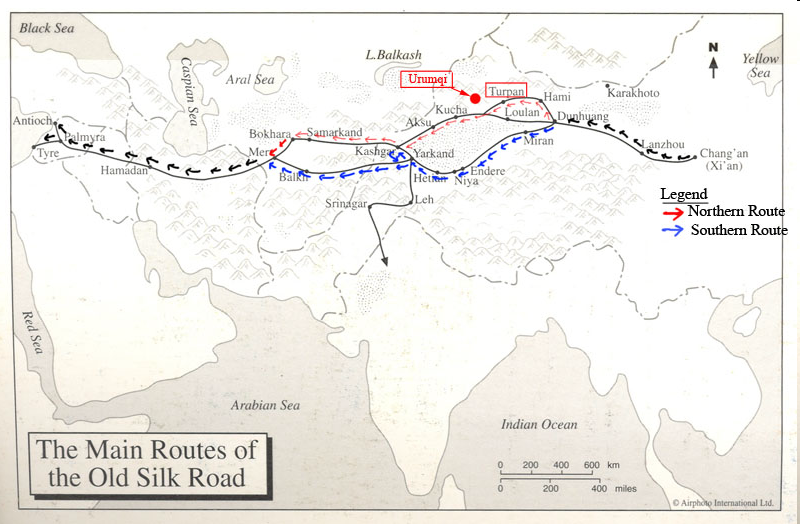 Black Sea
Caspian Sea
Aral Sea
L.Balkash
Urumqi
Turpan
Hami
N
Karakhoto
Yellow
Sea
Antioch
Palmyra
Tyre
Hamadan
Bokhara
Samarkand
Merv
Balkh
Kashgar
Aksu
Kucha
Loulan
Dunhuang
Yarkand
Miran
Lanzhou
Chang'an
(Xi'an)
Hetian
Endere
Niya
Srinagar
Leh
Legend
Northern Route
Southern Route
Red Sea
Arabian Sea
Indian Ocean
The Main Routes of
the Old Silk Road
0 200 400 600 km
0 200 400 miles
© Airphoto International Ltd.